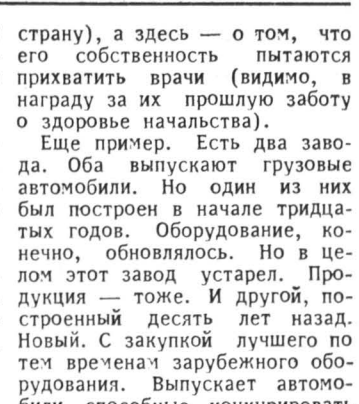 страну), а здесь — о том, что
его собственность пытаются
прихватить врачи (видимо, в
награду за их прошлую заботу
о здоровье начальства).
Еще пример. Есть два заво-
да. Оба выпускают грузовые
автомобили. Но один из них
был построен в начале тридца-
тых годов. Оборудование, ко-
нечно, обновлялось. Но в це-
лом этот завод устарел. Про-
дукция — тоже. И другой, по-
строенный десять лет назад.
Новый. С закупкой лучшего по
тем временам зарубежного обо-
рудования. Выпускает автомо-
били, способные конкурировать